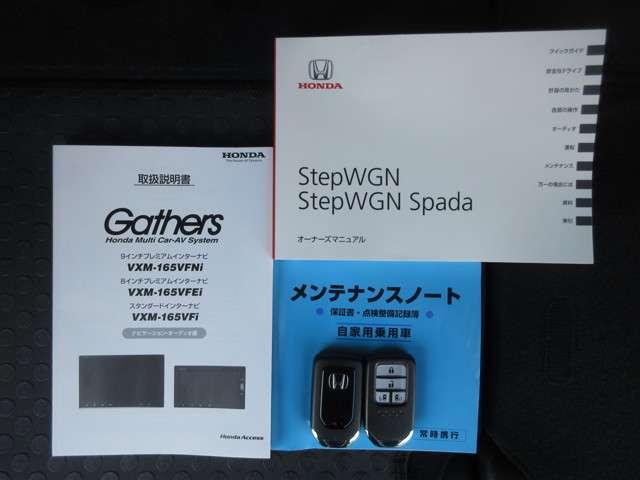 HONDA
StepWGN
StepWGN Spada
オーナーズマニュアル
クイックガイド
安全なドライブ
計器の見かた
各部の操作
オーディオ
運転
メンテナンス
万一の場合には
資料
索引
HONDA
The Power of Dreams
取扱説明書
Gathers
Honda Multi Car-AV System
9インチプレミアムインターナビ
VXM-165VFNi
8インチプレミアムインターナビ
VXM-165VFEi
スタンダードインターナビ
VXM-165VFi
ナビゲーション・オーディオ編
Honda Access
メンテナンスノート
保証書・点検整備記録簿
自家用乗用車
常時携行